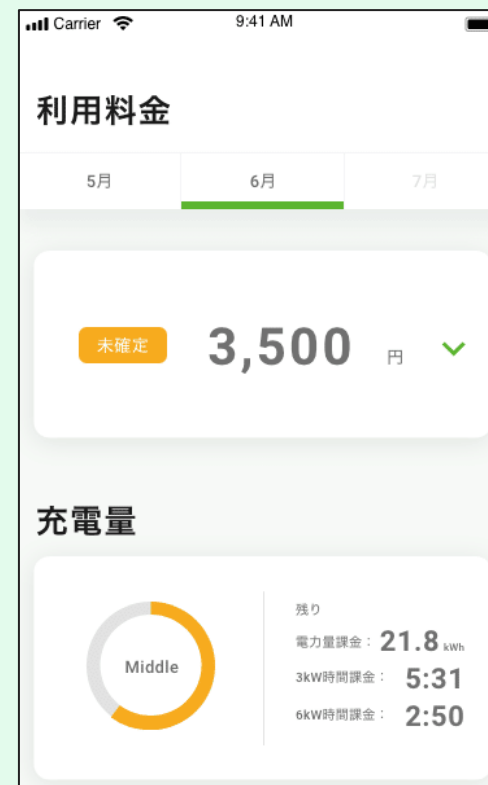 Carrier 9:41 AM
利用料金
5月 6月 7月
未確定 3,500 円
充電量
Middle
残り
電力量課金： 21.8 kWh
3kW時間課金： 5:31
6kW時間課金： 2:50